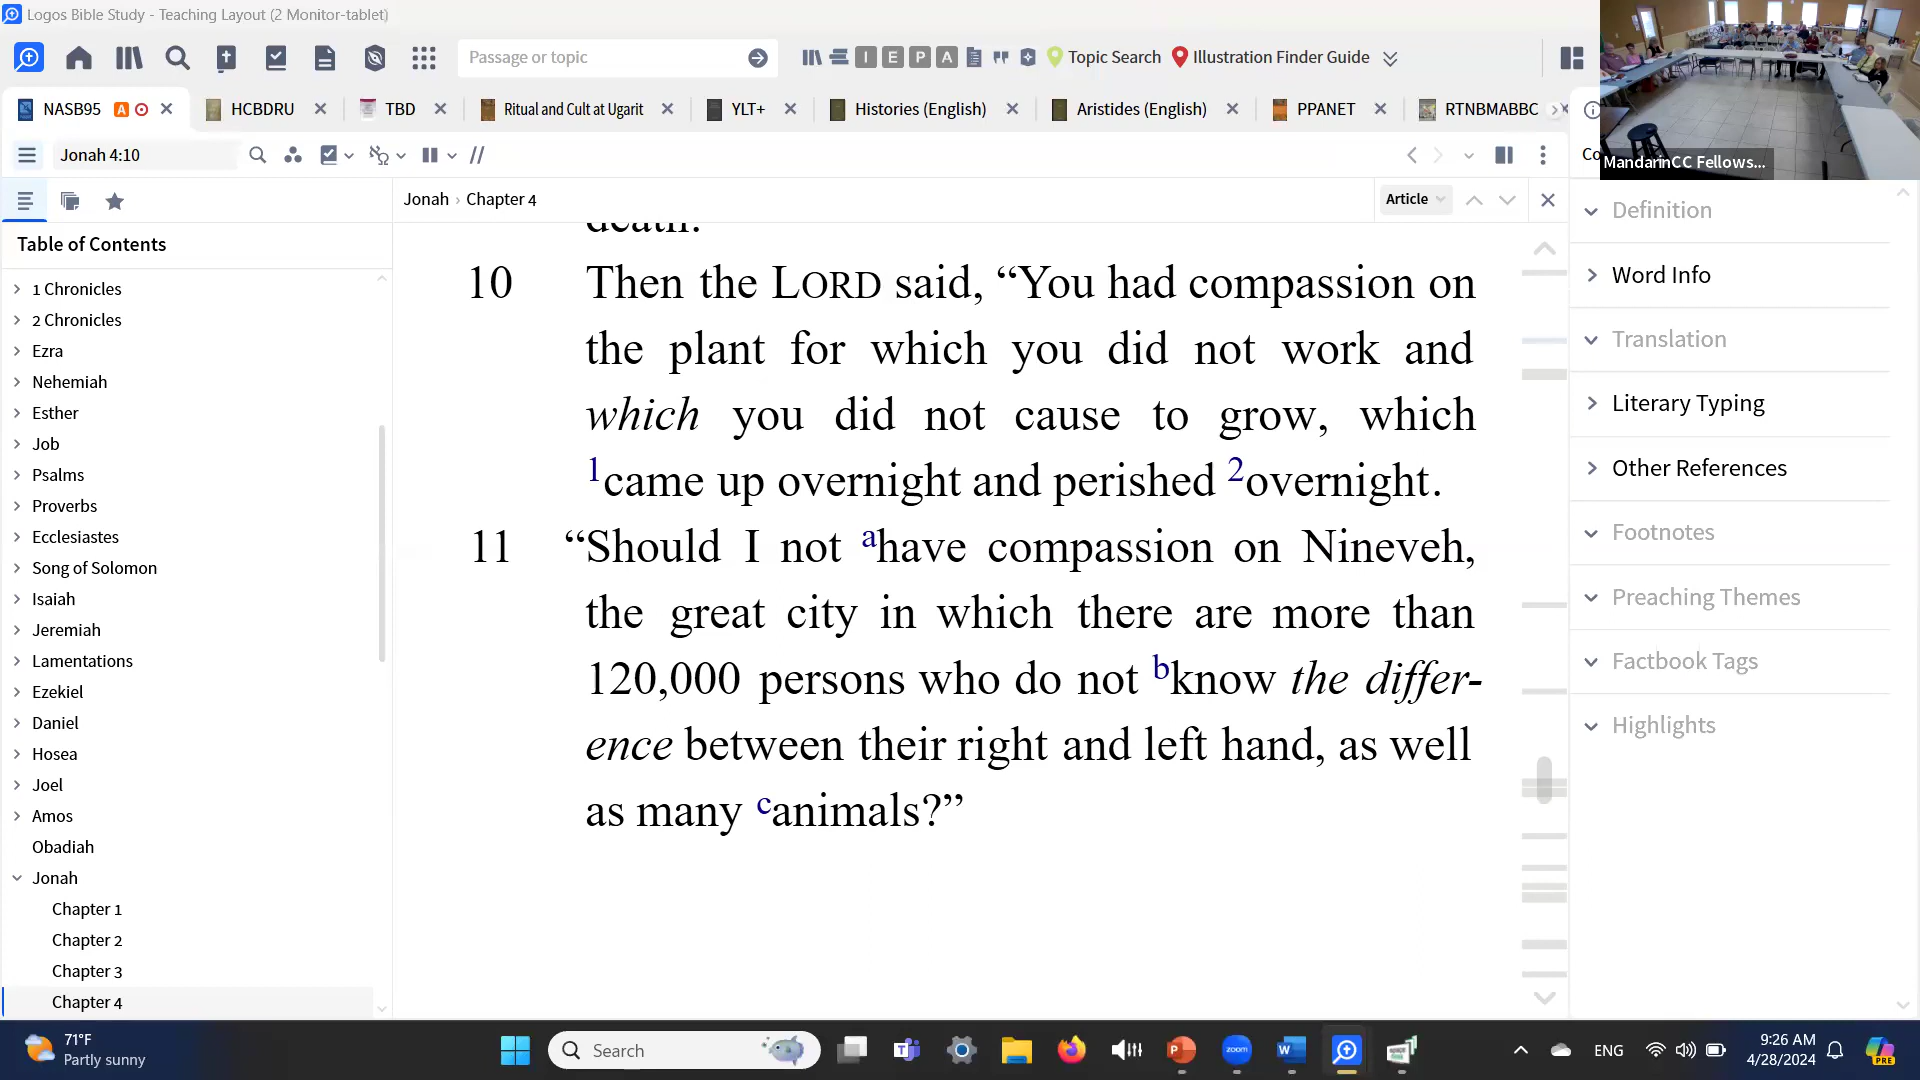 Logos Bible Study - Teaching Layout (2 Monitor-tablet)
Passage or topic
I E P A
Topic Search
Illustration Finder Guide
NASB95 A
HCBDRU
TBD
Ritual and Cult at Ugarit
YLT+
Histories (English)
Aristides (English)
PPANET
RTNBMABBC
MandarinCC Fellows...
Jonah 4:10
Co
Jonah › Chapter 4
Article
Table of Contents
1 Chronicles
2 Chronicles
Ezra
Nehemiah
Esther
Job
Psalms
Proverbs
Ecclesiastes
Song of Solomon
Isaiah
Jeremiah
Lamentations
Ezekiel
Daniel
Hosea
Joel
Amos
Obadiah
Jonah
Chapter 1
Chapter 2
Chapter 3
Chapter 4
death.”
10 Then the LORD said, “You had compassion on
the plant for which you did not work and
which you did not cause to grow, which
1came up overnight and perished 2overnight.
11 “Should I not ahave compassion on Nineveh,
the great city in which there are more than
120,000 persons who do not bknow the differ-
ence between their right and left hand, as well
as many canimals?”
Definition
Word Info
Translation
Literary Typing
Other References
Footnotes
Preaching Themes
Factbook Tags
Highlights
71°F
Partly sunny
Search
zoom
ENG
9:26 AM
4/28/2024
PRE